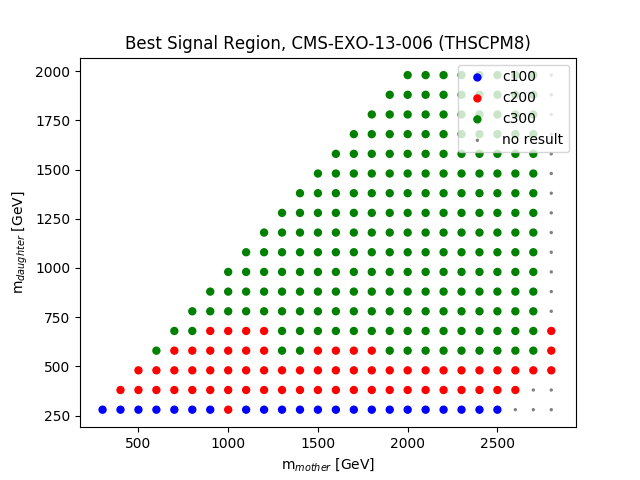 Best Signal Region, CMS-EXO-13-006 (THSCPM8)
c100
c200
c300
no result
2000
1750
1500
1250
1000
750
500
250
m_daughter [GeV]
500
1000
1500
2000
2500
m_mother [GeV]